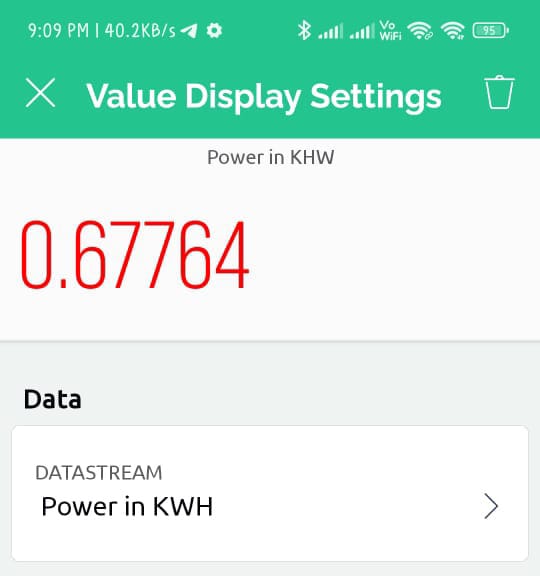 9:09 PM | 40.2KB/s
Vo
WiFi
95
Value Display Settings
Power in KHW
0.67764
Data
DATASTREAM
Power in KWH